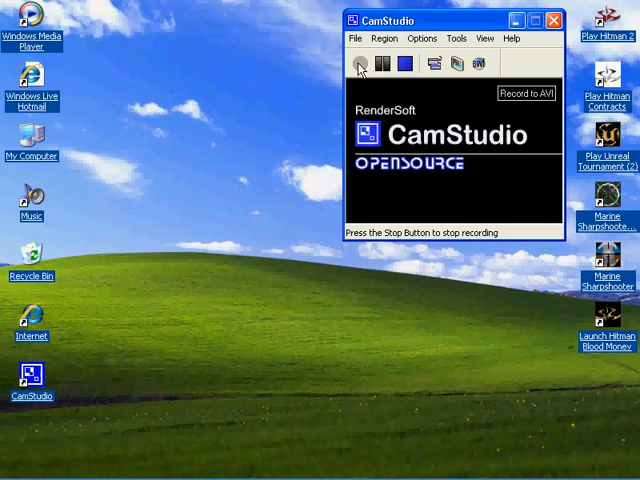 Windows Media
Player
Windows Live
Hotmail
My Computer
Music
Recycle Bin
Internet
CamStudio
CamStudio
File Region Options Tools View Help
Record to AVI
RenderSoft
CamStudio
OPENSOURCE
Press the Stop Button to stop recording
Play Hitman 2
Play Hitman
Contracts
Play Unreal
Tournament (2)
Marine
Sharpshoote...
Marine
Sharpshooter
Launch Hitman
Blood Money